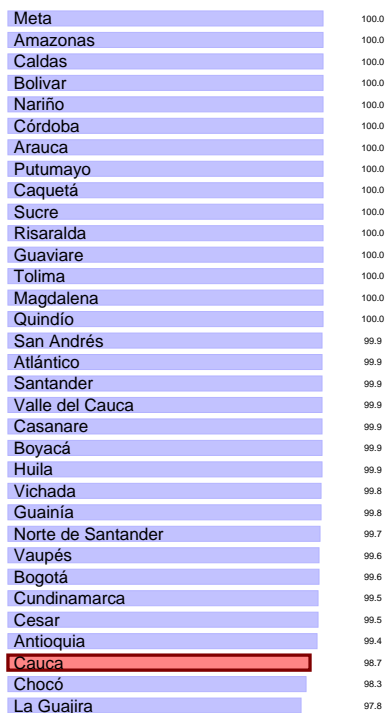 Meta 100.0
Amazonas 100.0
Caldas 100.0
Bolivar 100.0
Nariño 100.0
Córdoba 100.0
Arauca 100.0
Putumayo 100.0
Caquetá 100.0
Sucre 100.0
Risaralda 100.0
Guaviare 100.0
Tolima 100.0
Magdalena 100.0
Quindío 100.0
San Andrés 99.9
Atlántico 99.9
Santander 99.9
Valle del Cauca 99.9
Casanare 99.9
Boyacá 99.9
Huila 99.9
Vichada 99.8
Guainía 99.8
Norte de Santander 99.7
Vaupés 99.6
Bogotá 99.6
Cundinamarca 99.5
Cesar 99.5
Antioquia 99.4
Cauca 98.7
Chocó 98.3
La Guajira 97.8